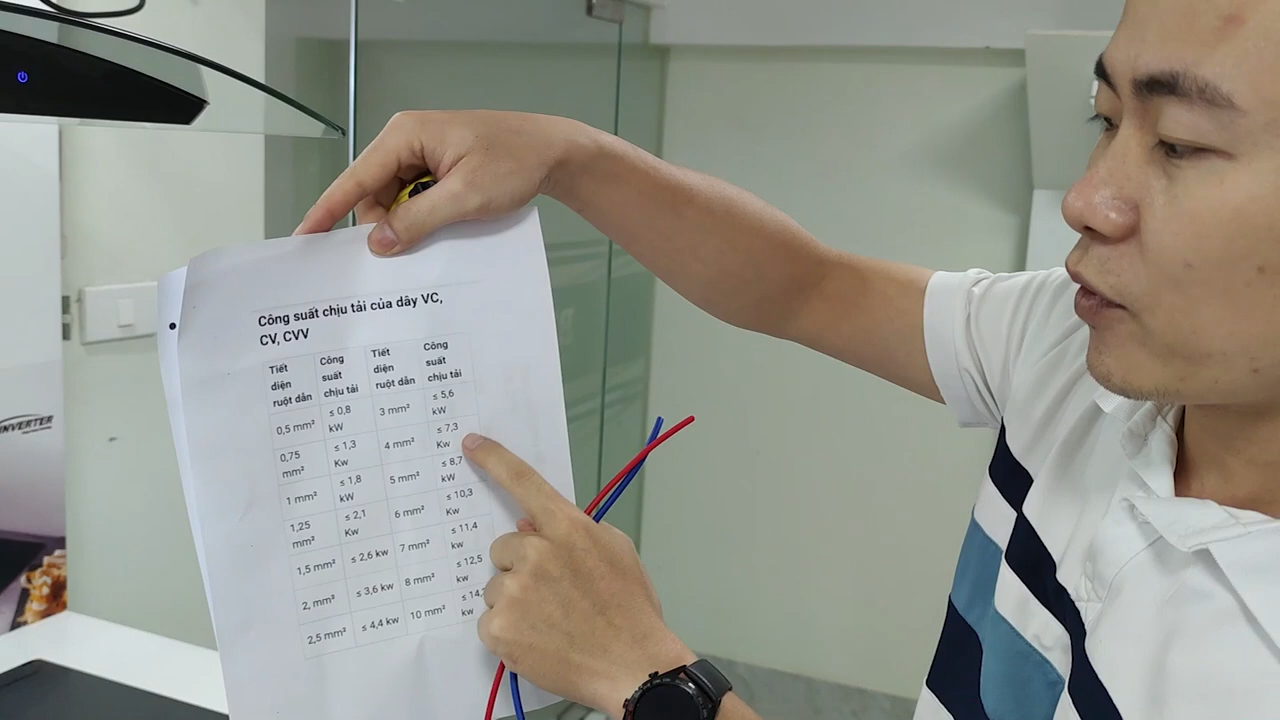 Công suất chịu tải của dây VC,
CV, CVV
Tiết diện ruột dẫn Công suất chịu tải Tiết diện ruột dẫn Công suất chịu tải
0,5 mm² ≤ 0,8 kW 3 mm² ≤ 5,6 kW
0,75 mm² ≤ 1,3 Kw 4 mm² ≤ 7,3 Kw
1 mm² ≤ 1,8 kW 5 mm² ≤ 8,7 kW
1,25 mm² ≤ 2,1 Kw 6 mm² ≤ 10,3 kW
1,5 mm² ≤ 2,6 kw 7 mm² ≤ 11,4 kw
2, mm² ≤ 3,6 kw 8 mm² ≤ 12,5 kw
2,5 mm² ≤ 4,4 kw 10 mm² ≤ 14, kw
INVERTER